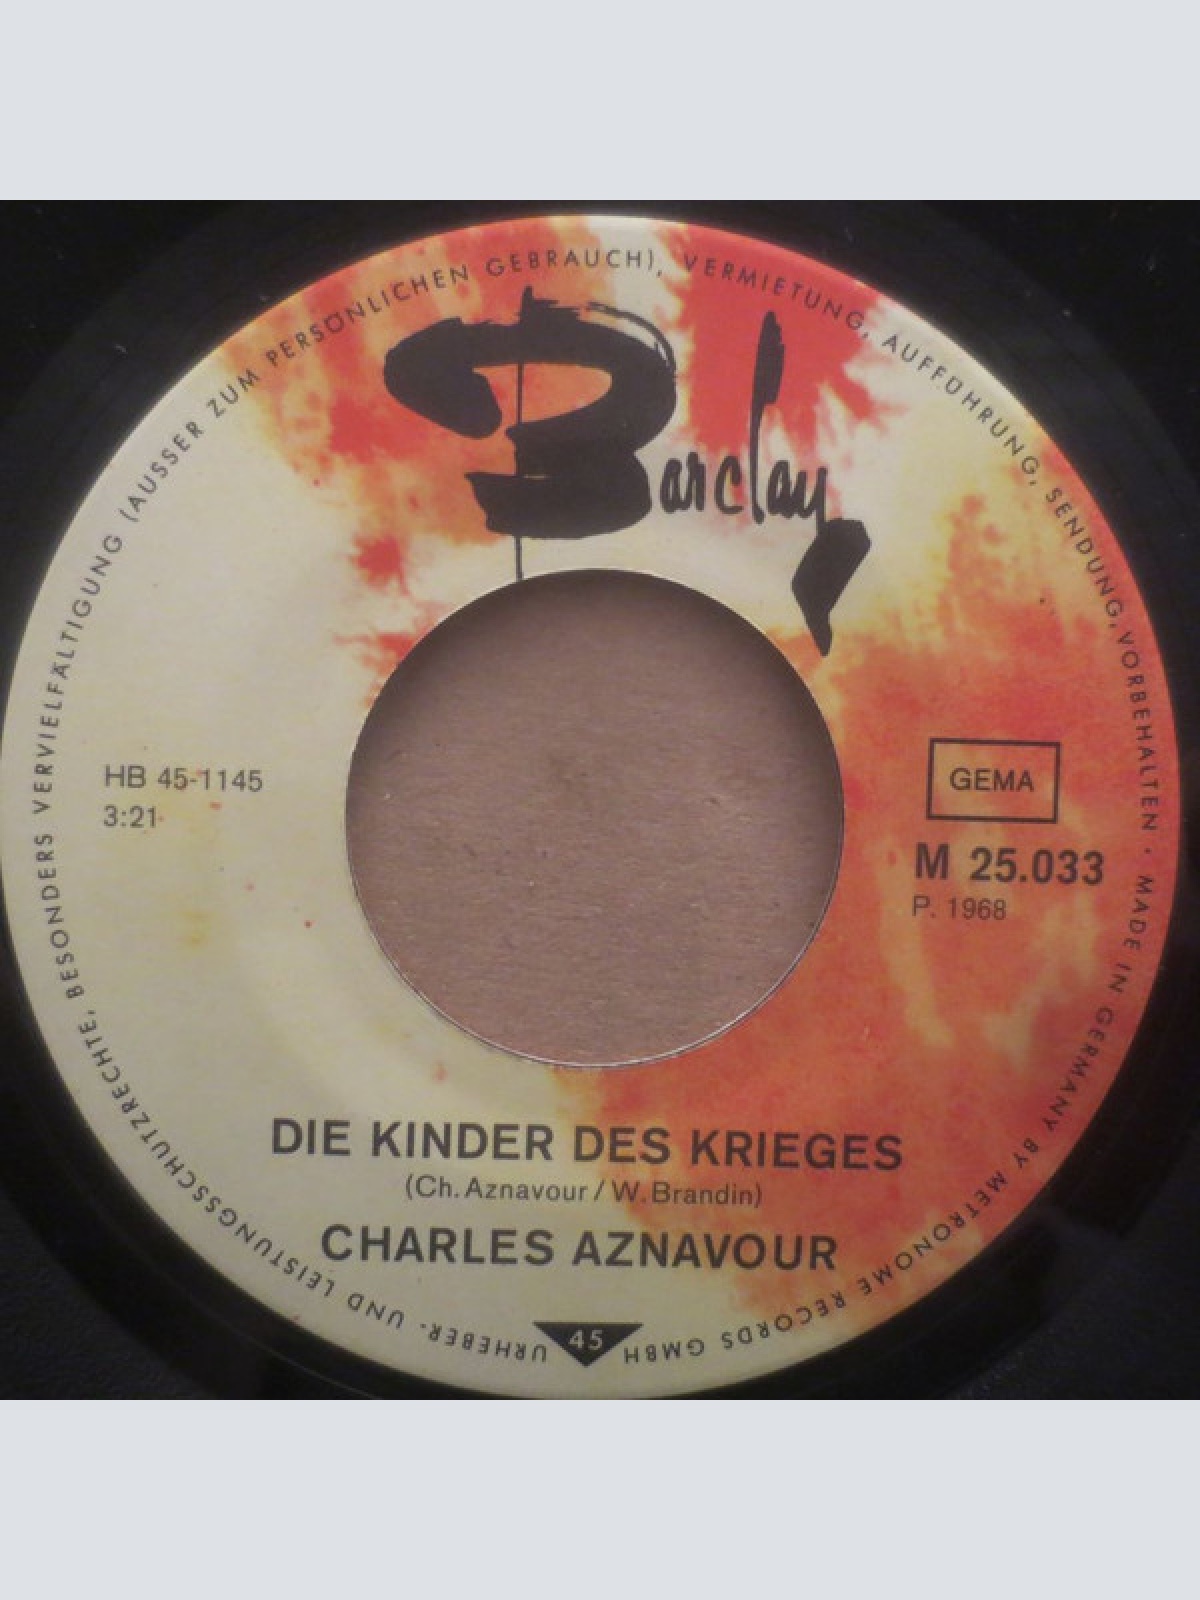 Barclay
HB 45-1145
3:21
GEMA
M 25.033
P. 1968
DIE KINDER DES KRIEGES
(Ch. Aznavour / W. Brandin)
CHARLES AZNAVOUR
45
URHEBER- UND LEISTUNGSSCHUTZRECHTE, BESONDERS VERVIELFÄLTIGUNG (AUSSER ZUM PERSÖNLICHEN GEBRAUCH), VERMIETUNG, AUFFÜHRUNG, SENDUNG, VORBEHALTEN · MADE IN GERMANY BY METRONOME RECORDS GMBH